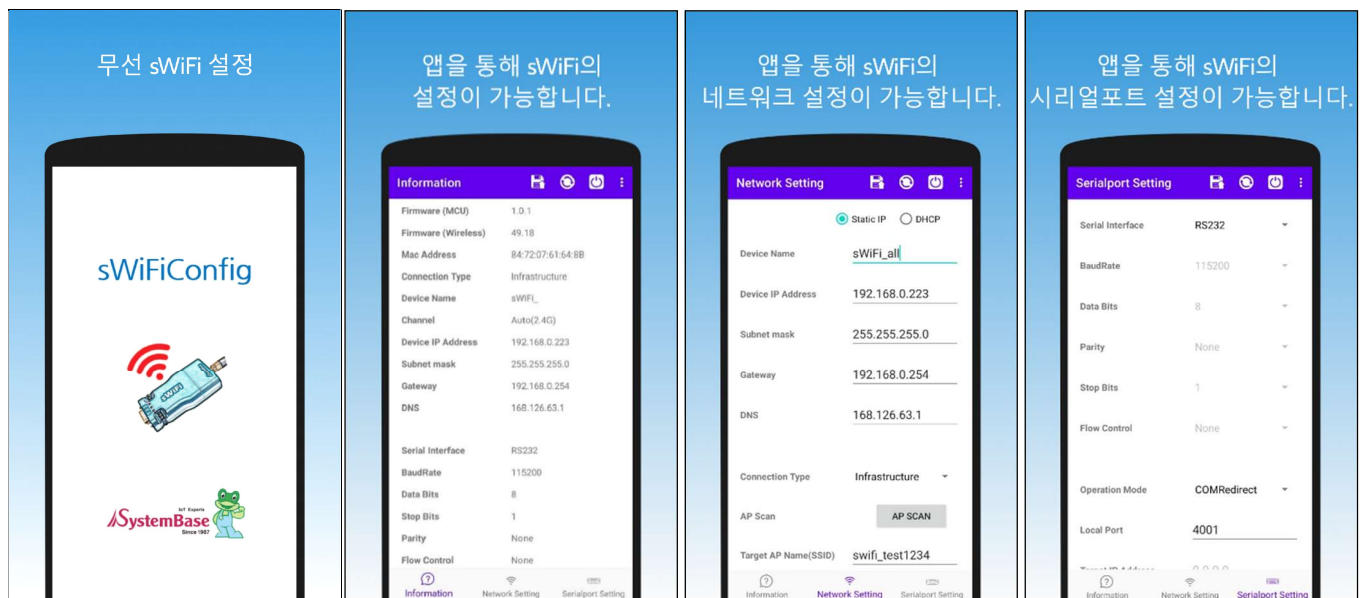 무선 sWiFi 설정
sWiFiConfig
sWiFi
IoT Experts
SystemBase
Since 1987
앱을 통해 sWiFi의
설정이 가능합니다.
Information
Firmware (MCU) 1.0.1
Firmware (Wireless) 49.18
Mac Address 84:72:07:61:64:8B
Connection Type Infrastructure
Device Name sWiFi_
Channel Auto(2.4G)
Device IP Address 192.168.0.223
Subnet mask 255.255.255.0
Gateway 192.168.0.254
DNS 168.126.63.1
Serial Interface RS232
BaudRate 115200
Data Bits 8
Stop Bits 1
Parity None
Flow Control None
Information Network Setting Serialport Setting
앱을 통해 sWiFi의
네트워크 설정이 가능합니다.
Network Setting
Static IP DHCP
Device Name sWiFi_all
Device IP Address 192.168.0.223
Subnet mask 255.255.255.0
Gateway 192.168.0.254
DNS 168.126.63.1
Connection Type Infrastructure
AP Scan AP SCAN
Target AP Name(SSID) swifi_test1234
Information Network Setting Serialport Setting
앱을 통해 sWiFi의
시리얼포트 설정이 가능합니다.
Serialport Setting
Serial Interface RS232
BaudRate 115200
Data Bits 8
Parity None
Stop Bits 1
Flow Control None
Operation Mode COMRedirect
Local Port 4001
Target IP Address 0.0.0.0
Information Network Setting Serialport Setting